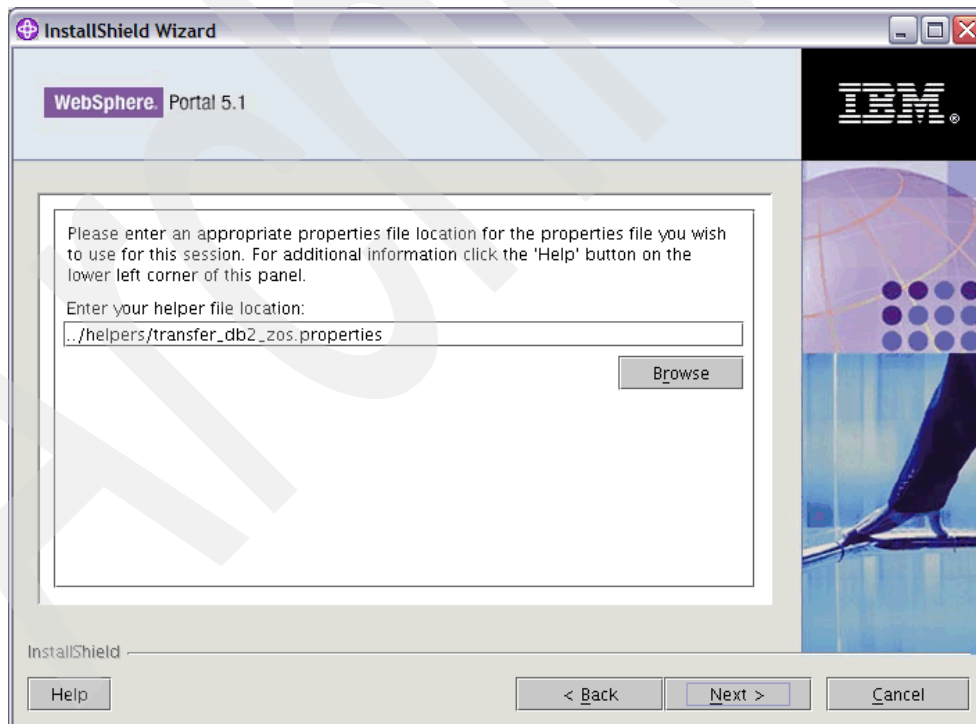 InstallShield Wizard
WebSphere. Portal 5.1
IBM®
Please enter an appropriate properties file location for the properties file you wish
to use for this session. For additional information click the 'Help' button on the
lower left corner of this panel.
Enter your helper file location:
../helpers/transfer_db2_zos.properties
Browse
InstallShield
Help
< Back
Next >
Cancel